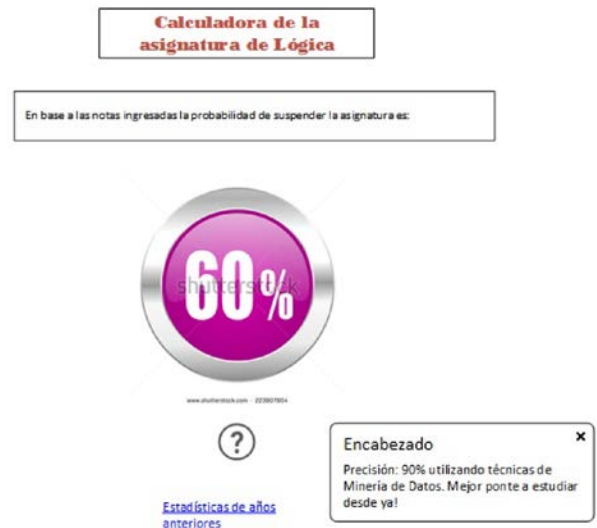 Calculadora de la
asignatura de Lógica
En base a las notas ingresadas la probabilidad de suspender la asignatura es:
60%
shutterstock
www.shutterstock.com · 223907904
?
Encabezado
Precisión: 90% utilizando técnicas de
Minería de Datos. Mejor ponte a estudiar
desde ya!
Estadísticas de años
anteriores